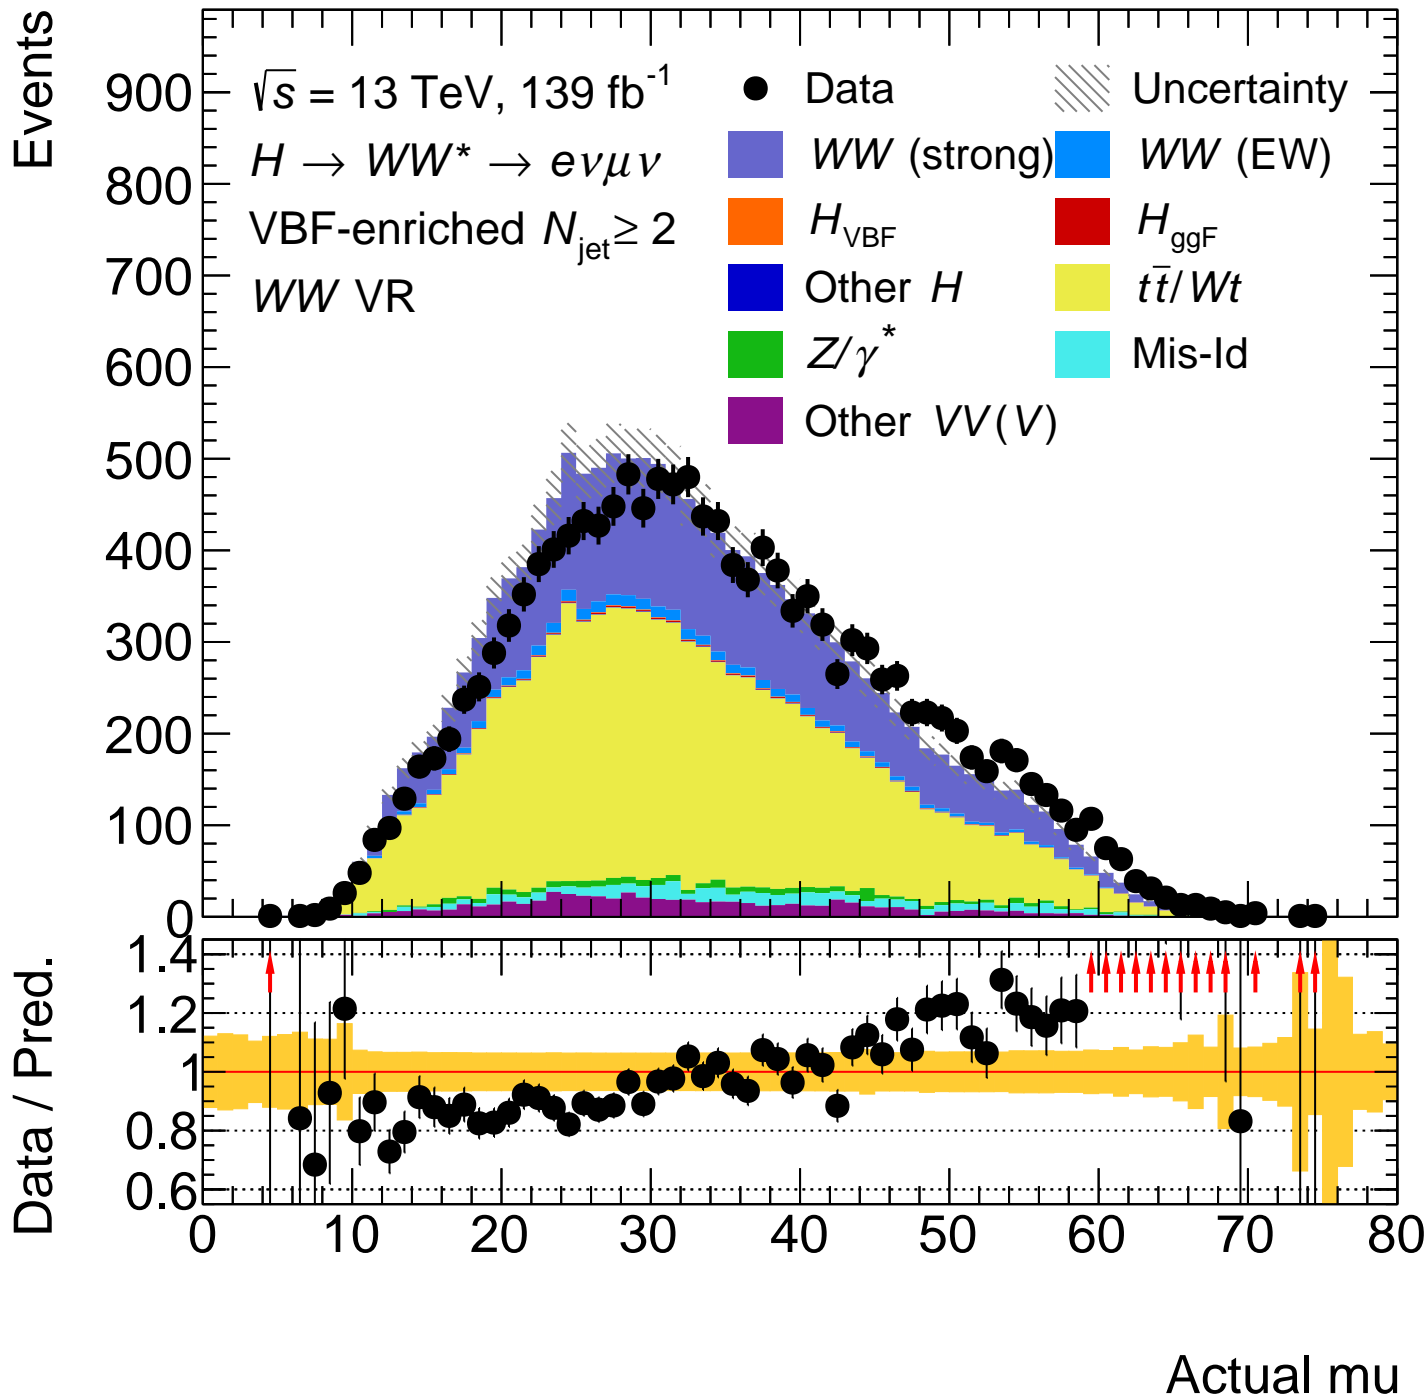 Events
900
800
700
600
500
400
300
200
100
0
√s = 13 TeV, 139 fb⁻¹
H → WW* → eνμν
VBF-enriched N_jet ≥ 2
WW VR
Data
Uncertainty
WW (strong)
WW (EW)
H_VBF
H_ggF
Other H
tt̄/Wt
Z/γ*
Mis-Id
Other VV(V)
Data / Pred.
1.4
1.2
1
0.8
0.6
0 10 20 30 40 50 60 70 80
Actual mu